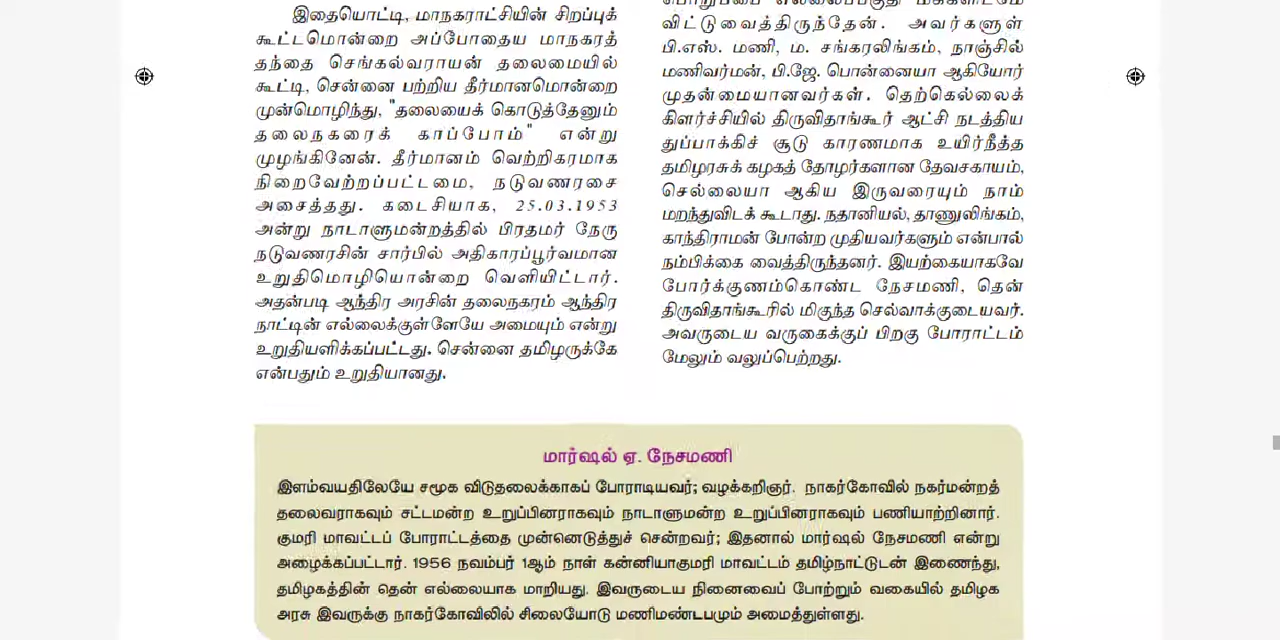 இதையொட்டி, மாநகராட்சியின் சிறப்புக்
கூட்டமொன்றை அப்போதைய மாநகரத்
தந்தை செங்கல்வராயன் தலைமையில்
கூட்டி, சென்னை பற்றிய தீர்மானமொன்றை
முன்மொழிந்து, "தலையைக் கொடுத்தேனும்
தலைநகரைக் காப்போம்" என்று
முழங்கினேன். தீர்மானம் வெற்றிகரமாக
நிறைவேற்றப்பட்டமை, நடுவணரசை
அசைத்தது. கடைசியாக, 25.03.1953
அன்று நாடாளுமன்றத்தில் பிரதமர் நேரு
நடுவணரசின் சார்பில் அதிகாரப்பூர்வமான
உறுதிமொழியொன்றை வெளியிட்டார்.
அதன்படி ஆந்திர அரசின் தலைநகரம் ஆந்திர
நாட்டின் எல்லைக்குள்ளேயே அமையும் என்று
உறுதியளிக்கப்பட்டது. சென்னை தமிழருக்கே
என்பதும் உறுதியானது.
விட்டுவைத்திருந்தேன். அவர்களுள்
பி.எஸ். மணி, ம. சங்கரலிங்கம், நாஞ்சில்
மணிவர்மன், பி.ஜே. பொன்னையா ஆகியோர்
முதன்மையானவர்கள். தெற்கெல்லைக்
கிளர்ச்சியில் திருவிதாங்கூர் ஆட்சி நடத்திய
துப்பாக்கிச் சூடு காரணமாக உயிர்நீத்த
தமிழரசுக் கழகத் தோழர்களான தேவசகாயம்,
செல்லையா ஆகிய இருவரையும் நாம்
மறந்துவிடக் கூடாது. நதானியல், தாணுலிங்கம்,
காந்திராமன் போன்ற முதியவர்களும் என்பால்
நம்பிக்கை வைத்திருந்தனர். இயற்கையாகவே
போர்க்குணம்கொண்ட நேசமணி, தென்
திருவிதாங்கூரில் மிகுந்த செல்வாக்குடையவர்.
அவருடைய வருகைக்குப் பிறகு போராட்டம்
மேலும் வலுப்பெற்றது.
மார்ஷல் ஏ. நேசமணி
இளம்வயதிலேயே சமூக விடுதலைக்காகப் போராடியவர்; வழக்கறிஞர். நாகர்கோவில் நகர்மன்றத்
தலைவராகவும் சட்டமன்ற உறுப்பினராகவும் நாடாளுமன்ற உறுப்பினராகவும் பணியாற்றினார்.
குமரி மாவட்டப் போராட்டத்தை முன்னெடுத்துச் சென்றவர்; இதனால் மார்ஷல் நேசமணி என்று
அழைக்கப்பட்டார். 1956 நவம்பர் 1ஆம் நாள் கன்னியாகுமரி மாவட்டம் தமிழ்நாட்டுடன் இணைந்து,
தமிழகத்தின் தென் எல்லையாக மாறியது. இவருடைய நினைவைப் போற்றும் வகையில் தமிழக
அரசு இவருக்கு நாகர்கோவிலில் சிலையோடு மணிமண்டபமும் அமைத்துள்ளது.